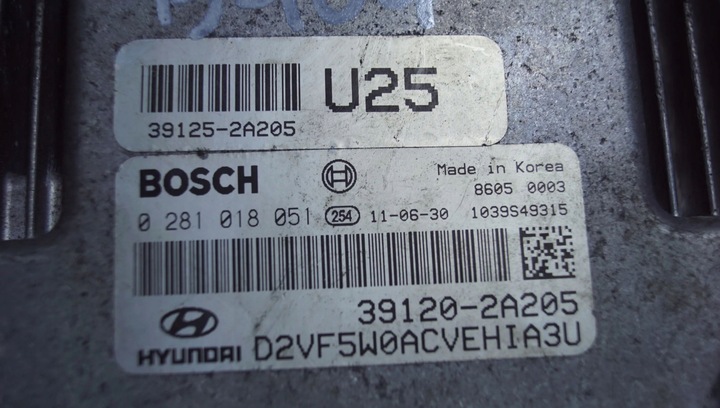 U25
39125-2A205
BOSCH
Made in Korea
8605 0003
0 281 018 051 254 11-06-30 1039S49315
39120-2A205
HYUNDAI D2VF5W0ACVEHIA3U